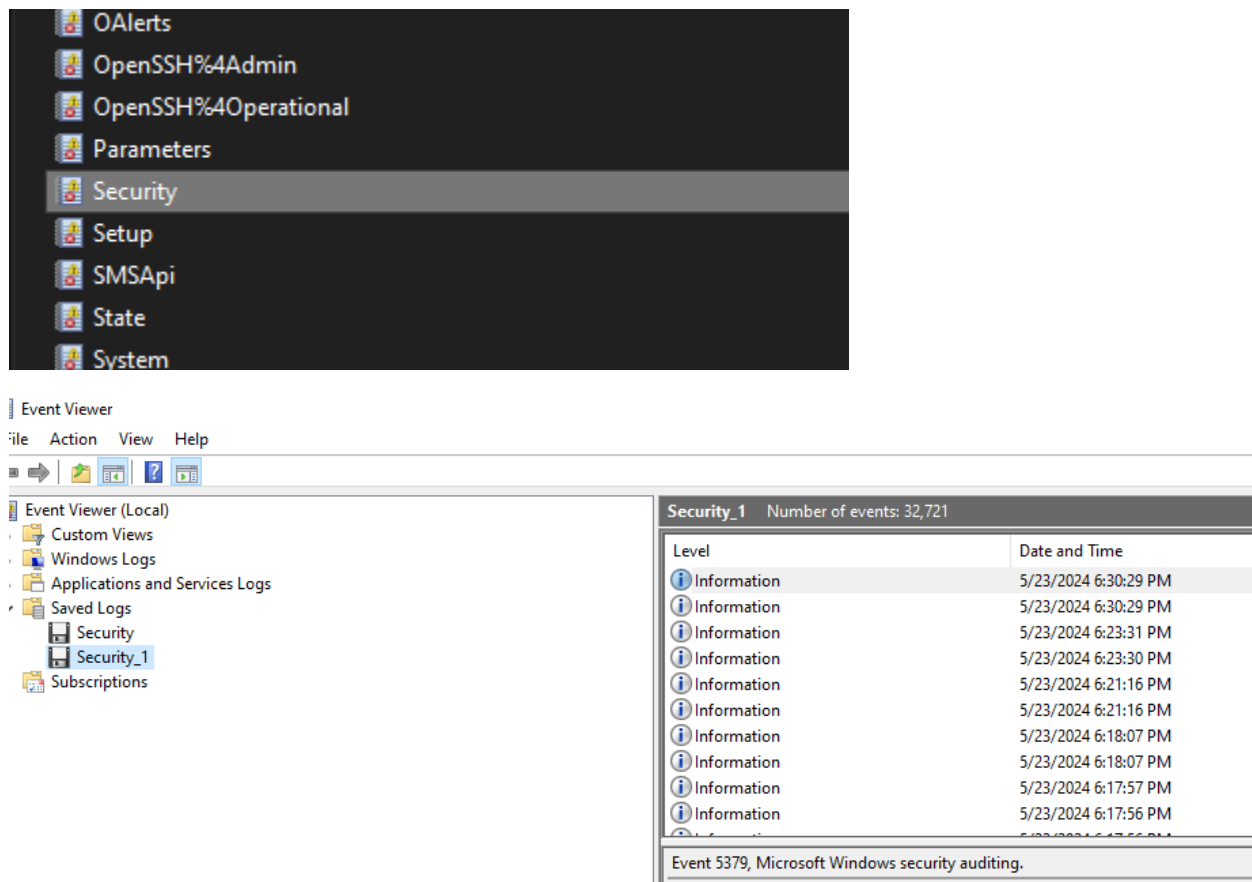 OAlerts
OpenSSH%4Admin
OpenSSH%4Operational
Parameters
Security
Setup
SMSApi
State
System
Event Viewer
File Action View Help
Event Viewer (Local)
Custom Views
Windows Logs
Applications and Services Logs
Saved Logs
Security
Security_1
Subscriptions
Security_1 Number of events: 32,721
Level Date and Time
Information 5/23/2024 6:30:29 PM
Information 5/23/2024 6:30:29 PM
Information 5/23/2024 6:23:31 PM
Information 5/23/2024 6:23:30 PM
Information 5/23/2024 6:21:16 PM
Information 5/23/2024 6:21:16 PM
Information 5/23/2024 6:18:07 PM
Information 5/23/2024 6:18:07 PM
Information 5/23/2024 6:17:57 PM
Information 5/23/2024 6:17:56 PM
Event 5379, Microsoft Windows security auditing.